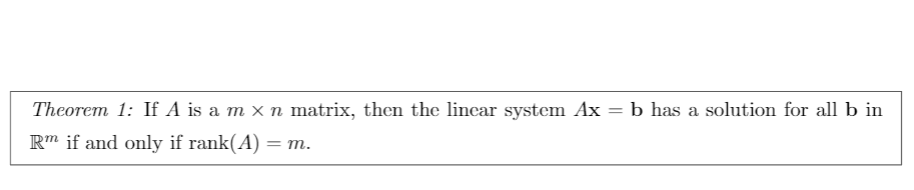 Theorem 1: If A is a m × n matrix, then the linear system Ax = b has a solution for all b in
ℝᵐ if and only if rank(A) = m.